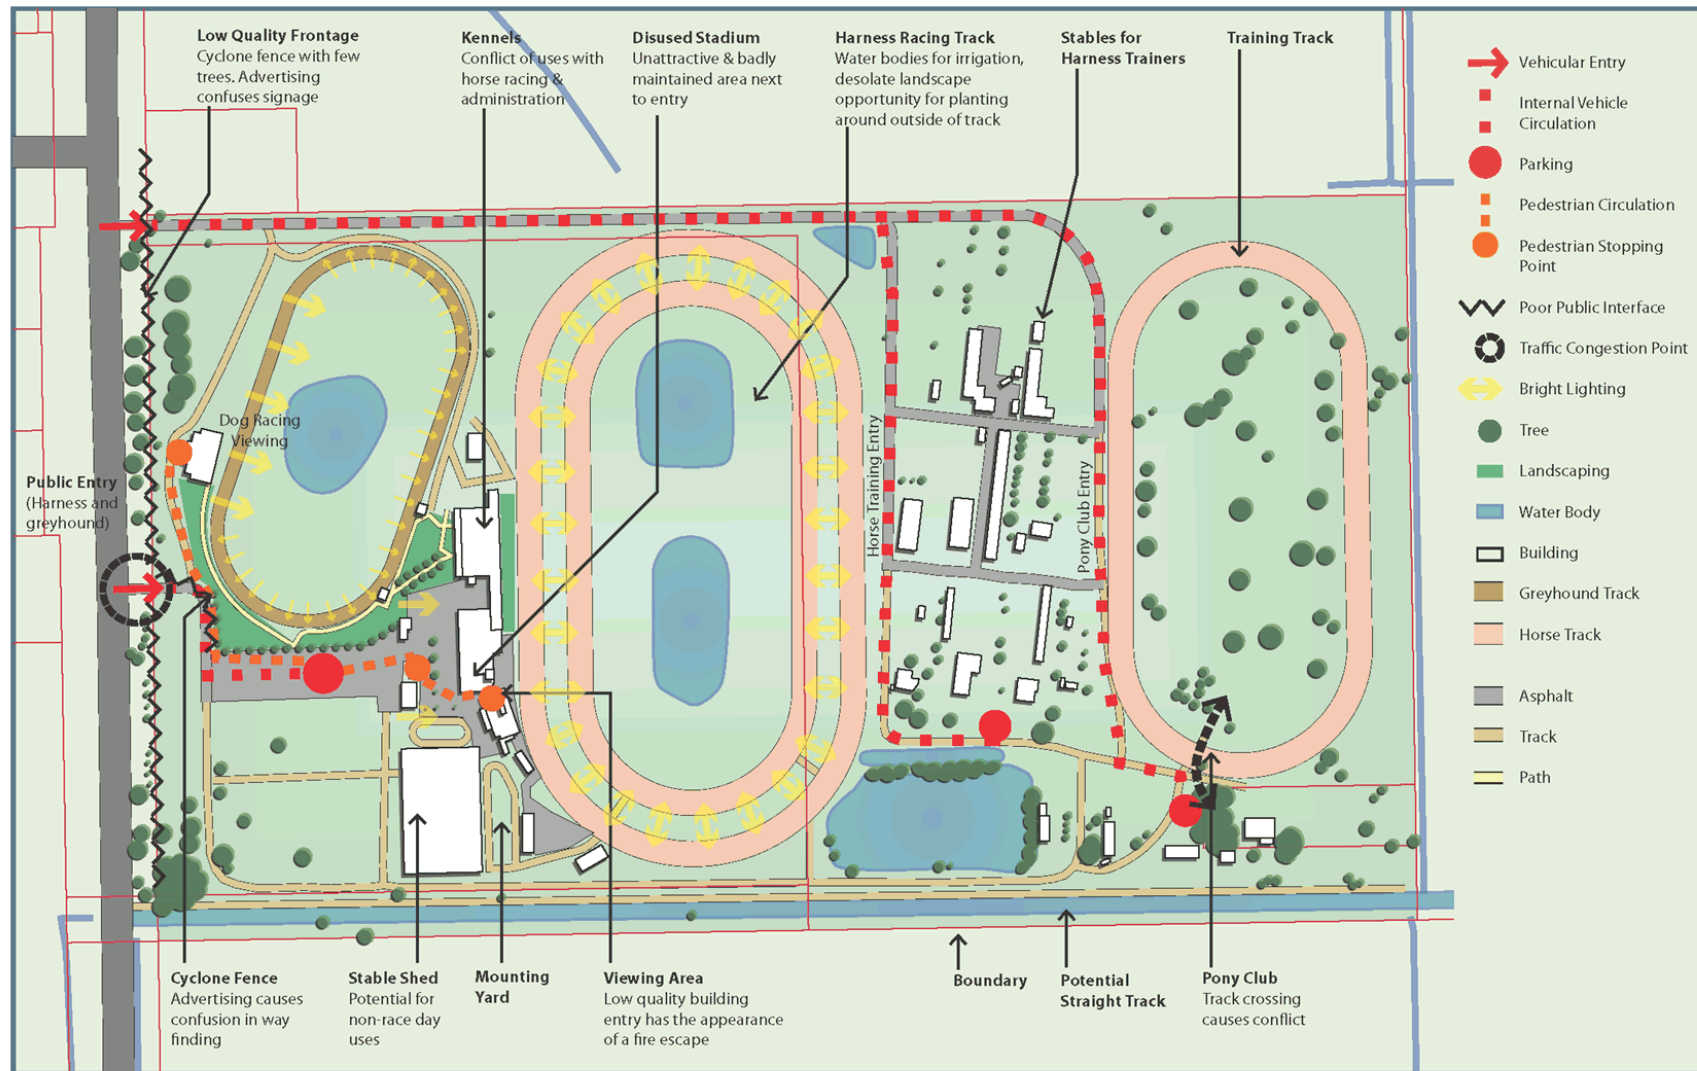 Low Quality Frontage
Cyclone fence with few
trees. Advertising
confuses signage
Kennels
Conflict of uses with
horse racing &
administration
Disused Stadium
Unattractive & badly
maintained area next
to entry
Harness Racing Track
Water bodies for irrigation,
desolate landscape
opportunity for planting
around outside of track
Stables for
Harness Trainers
Training Track
Vehicular Entry
Internal Vehicle
Circulation
Parking
Pedestrian Circulation
Pedestrian Stopping
Point
Poor Public Interface
Traffic Congestion Point
Bright Lighting
Tree
Landscaping
Water Body
Building
Greyhound Track
Horse Track
Asphalt
Track
Path
Dog Racing
Viewing
Public Entry
(Harness and
greyhound)
Horse Training Entry
Pony Club Entry
Cyclone Fence
Advertising causes
confusion in way
finding
Stable Shed
Potential for
non-race day
uses
Mounting
Yard
Viewing Area
Low quality building
entry has the appearance
of a fire escape
Boundary
Potential
Straight Track
Pony Club
Track crossing
causes conflict